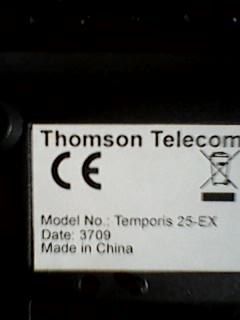 Thomson Telecom
CE
Model No.: Temporis 25-EX
Date: 3709
Made in China